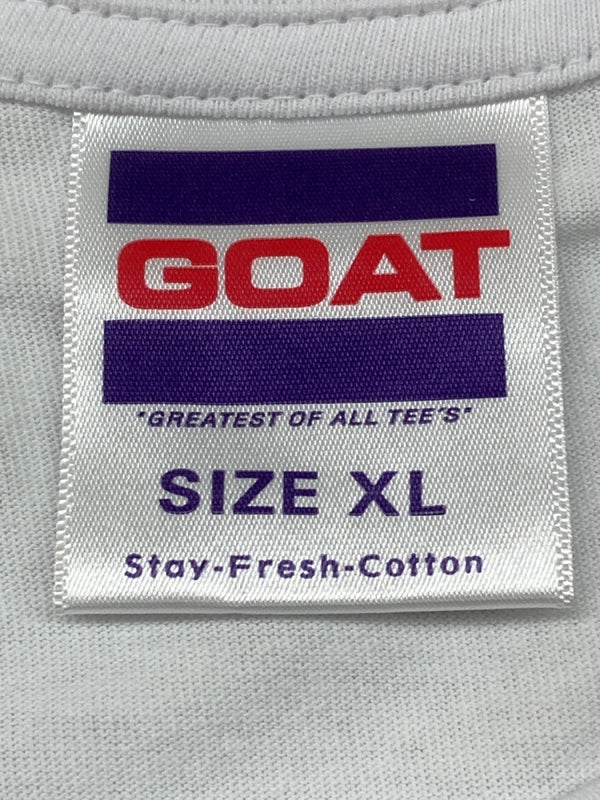 GOAT
"GREATEST OF ALL TEE'S"
SIZE XL
Stay-Fresh-Cotton